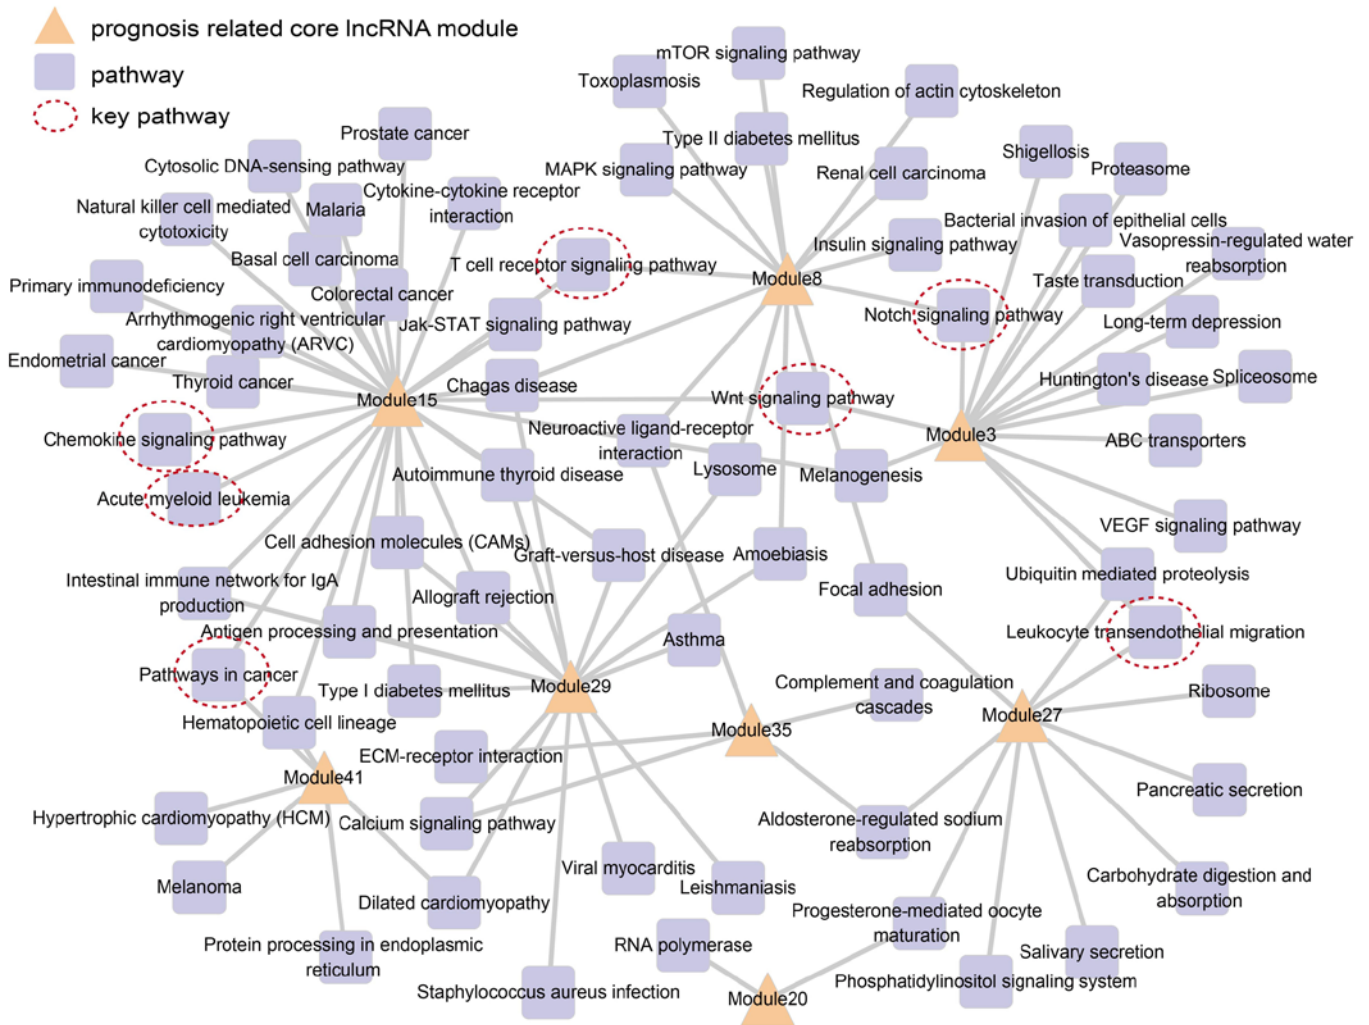 prognosis related core lncRNA module
pathway
key pathway
mTOR signaling pathway
Toxoplasmosis
Regulation of actin cytoskeleton
Prostate cancer
Type II diabetes mellitus
Shigellosis
Cytosolic DNA-sensing pathway
MAPK signaling pathway
Renal cell carcinoma
Proteasome
Cytokine-cytokine receptor
interaction
Natural killer cell mediated
cytotoxicity
Malaria
Bacterial invasion of epithelial cells
Insulin signaling pathway
Vasopressin-regulated water
reabsorption
Basal cell carcinoma
T cell receptor signaling pathway
Module8
Taste transduction
Primary immunodeficiency
Colorectal cancer
Notch signaling pathway
Long-term depression
Arrhythmogenic right ventricular
cardiomyopathy (ARVC)
Jak-STAT signaling pathway
Endometrial cancer
Thyroid cancer
Chagas disease
Huntington's disease
Spliceosome
Module15
Wnt signaling pathway
Chemokine signaling pathway
Neuroactive ligand-receptor
interaction
Module3
ABC transporters
Autoimmune thyroid disease
Lysosome
Melanogenesis
Acute myeloid leukemia
VEGF signaling pathway
Cell adhesion molecules (CAMs)
Graft-versus-host disease
Amoebiasis
Ubiquitin mediated proteolysis
Intestinal immune network for IgA
production
Allograft rejection
Focal adhesion
Antigen processing and presentation
Asthma
Leukocyte transendothelial migration
Pathways in cancer
Type I diabetes mellitus
Module29
Complement and coagulation
cascades
Ribosome
Hematopoietic cell lineage
Module35
Module27
ECM-receptor interaction
Module41
Pancreatic secretion
Hypertrophic cardiomyopathy (HCM)
Calcium signaling pathway
Aldosterone-regulated sodium
reabsorption
Viral myocarditis
Leishmaniasis
Melanoma
Dilated cardiomyopathy
Carbohydrate digestion and
absorption
Progesterone-mediated oocyte
maturation
Protein processing in endoplasmic
reticulum
RNA polymerase
Salivary secretion
Phosphatidylinositol signaling system
Staphylococcus aureus infection
Module20